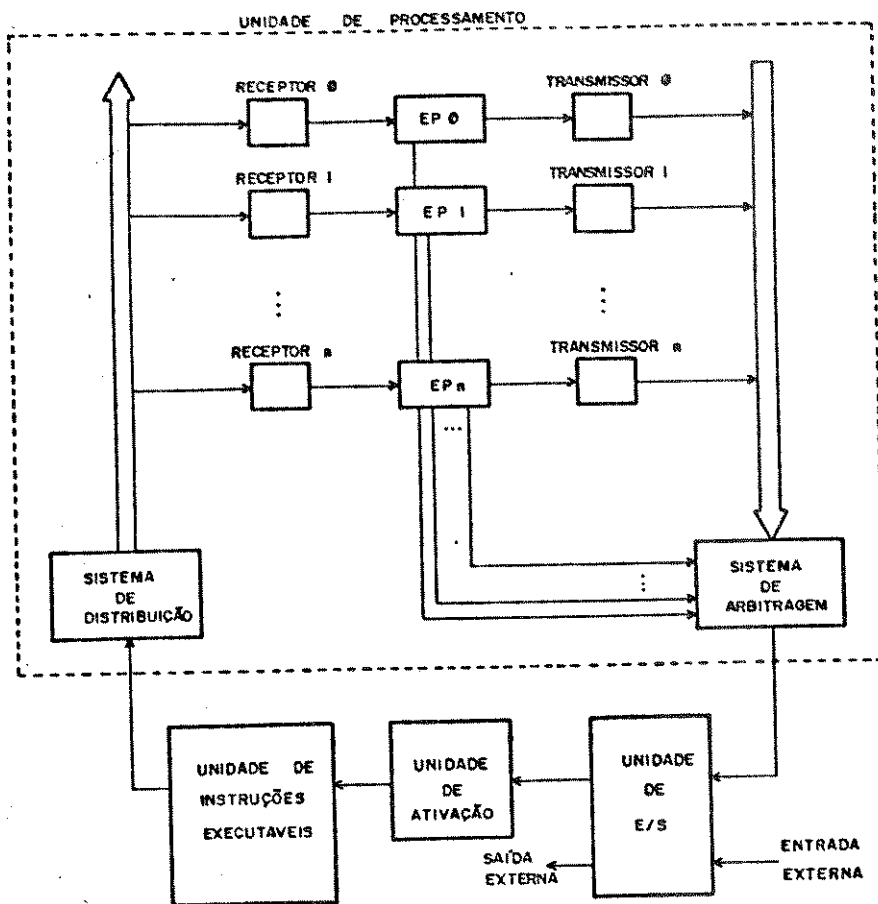 UNIDADE DE PROCESSAMENTO
RECEPTOR 0
EP 0
TRANSMISSOR 0
RECEPTOR 1
EP 1
TRANSMISSOR 1
RECEPTOR n
EPn
TRANSMISSOR n
SISTEMA
DE
DISTRIBUIÇÃO
SISTEMA
DE
ARBITRAGEM
UNIDADE DE
INSTRUÇÕES
EXECUTAVEIS
UNIDADE
DE
ATIVAÇÃO
UNIDADE
DE
E/S
SAÍDA
EXTERNA
ENTRADA
EXTERNA